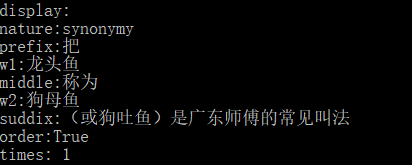 display:
nature:synonymy
prefix:把
w1:龙头鱼
middle:称为
w2:狗母鱼
suddix:（或狗吐鱼）是广东师傅的常见叫法
order:True
times: 1